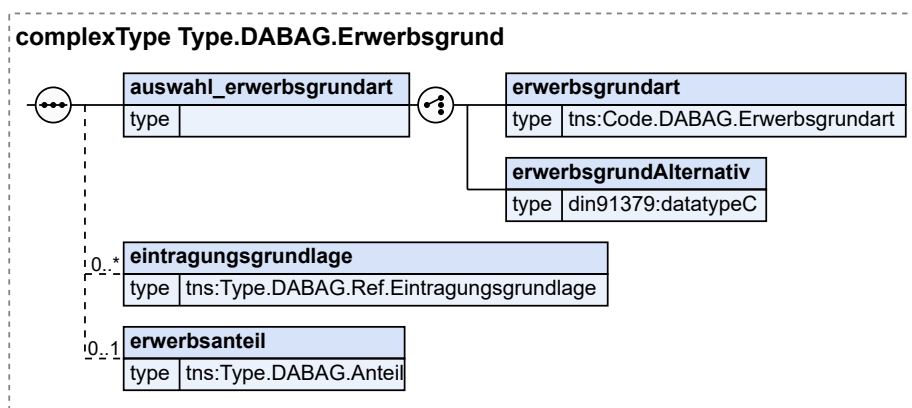 complexType Type.DABAG.Erwerbsgrund
auswahl_erwerbsgrundart
type
erwerbsgrundart
type tns:Code.DABAG.Erwerbsgrundart
erwerbsgrundAlternativ
type din91379:datatypeC
0..*
eintragungsgrundlage
type tns:Type.DABAG.Ref.Eintragungsgrundlage
0..1
erwerbsanteil
type tns:Type.DABAG.Anteil